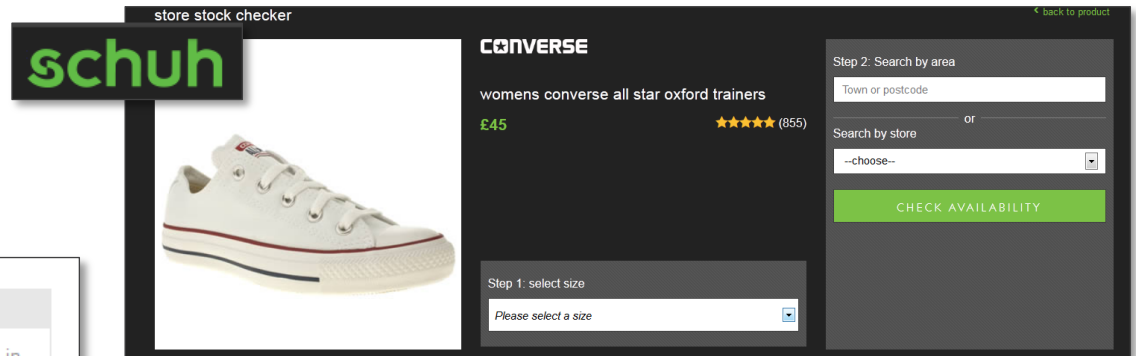 store stock checker
back to product
schuh
CONVERSE
womens converse all star oxford trainers
£45
(855)
Step 1: select size
Please select a size
Step 2: Search by area
Town or postcode
or
Search by store
--choose--
CHECK AVAILABILITY
in